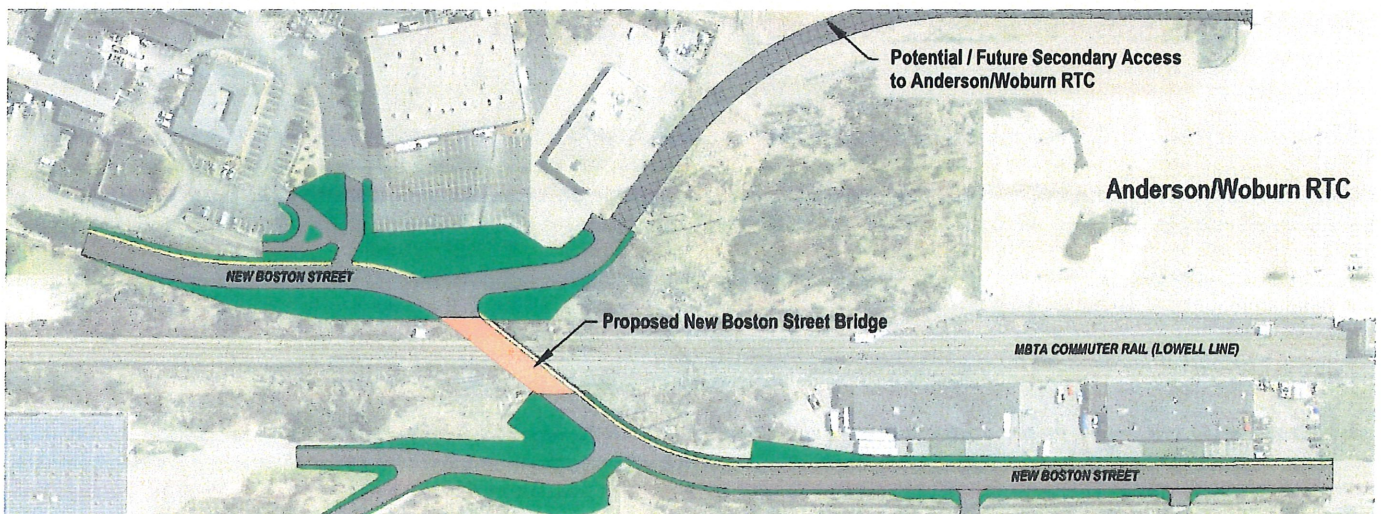 Potential / Future Secondary Access
to Anderson/Woburn RTC
Anderson/Woburn RTC
NEW BOSTON STREET
Proposed New Boston Street Bridge
MBTA COMMUTER RAIL (LOWELL LINE)
NEW BOSTON STREET